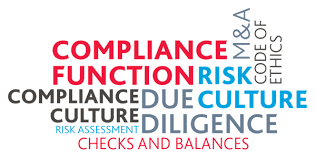 COMPLIANCE
FUNCTION
RISK
M&A
CODE OF
ETHICS
COMPLIANCE
CULTURE
DUE
DILIGENCE
CULTURE
RISK ASSESSMENT
CHECKS AND BALANCES